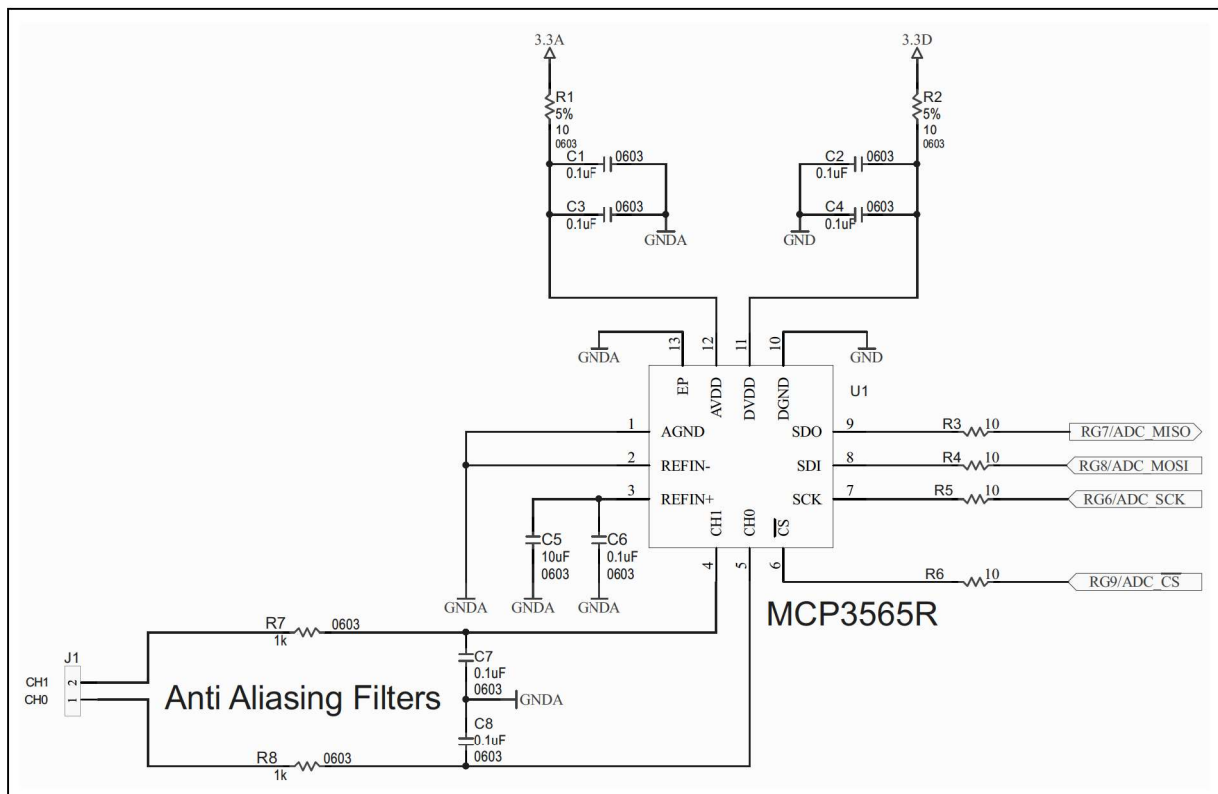 3.3A
3.3D
R1
5%
10
0603
R2
5%
10
0603
C1
0603
0.1uF
C2
0603
0.1uF
C3
0603
0.1uF
C4
0603
0.1uF
GNDA
GND
GNDA
13
12
11
10
GND
EP
AVDD
DVDD
DGND
U1
1
AGND
SDO
9
R3
10
RG7/ADC_MISO
2
REFIN-
SDI
8
R4
10
RG8/ADC_MOSI
3
REFIN+
SCK
7
R5
10
RG6/ADC_SCK
CH1
CH0
CS
C5
10uF
0603
C6
0.1uF
0603
4
5
6
R6
10
RG9/ADC_CS
GNDA
GNDA
GNDA
MCP3565R
R7
0603
1k
J1
CH1
2
CH0
1
C7
0.1uF
0603
Anti Aliasing Filters
GNDA
C8
0.1uF
0603
R8
0603
1k